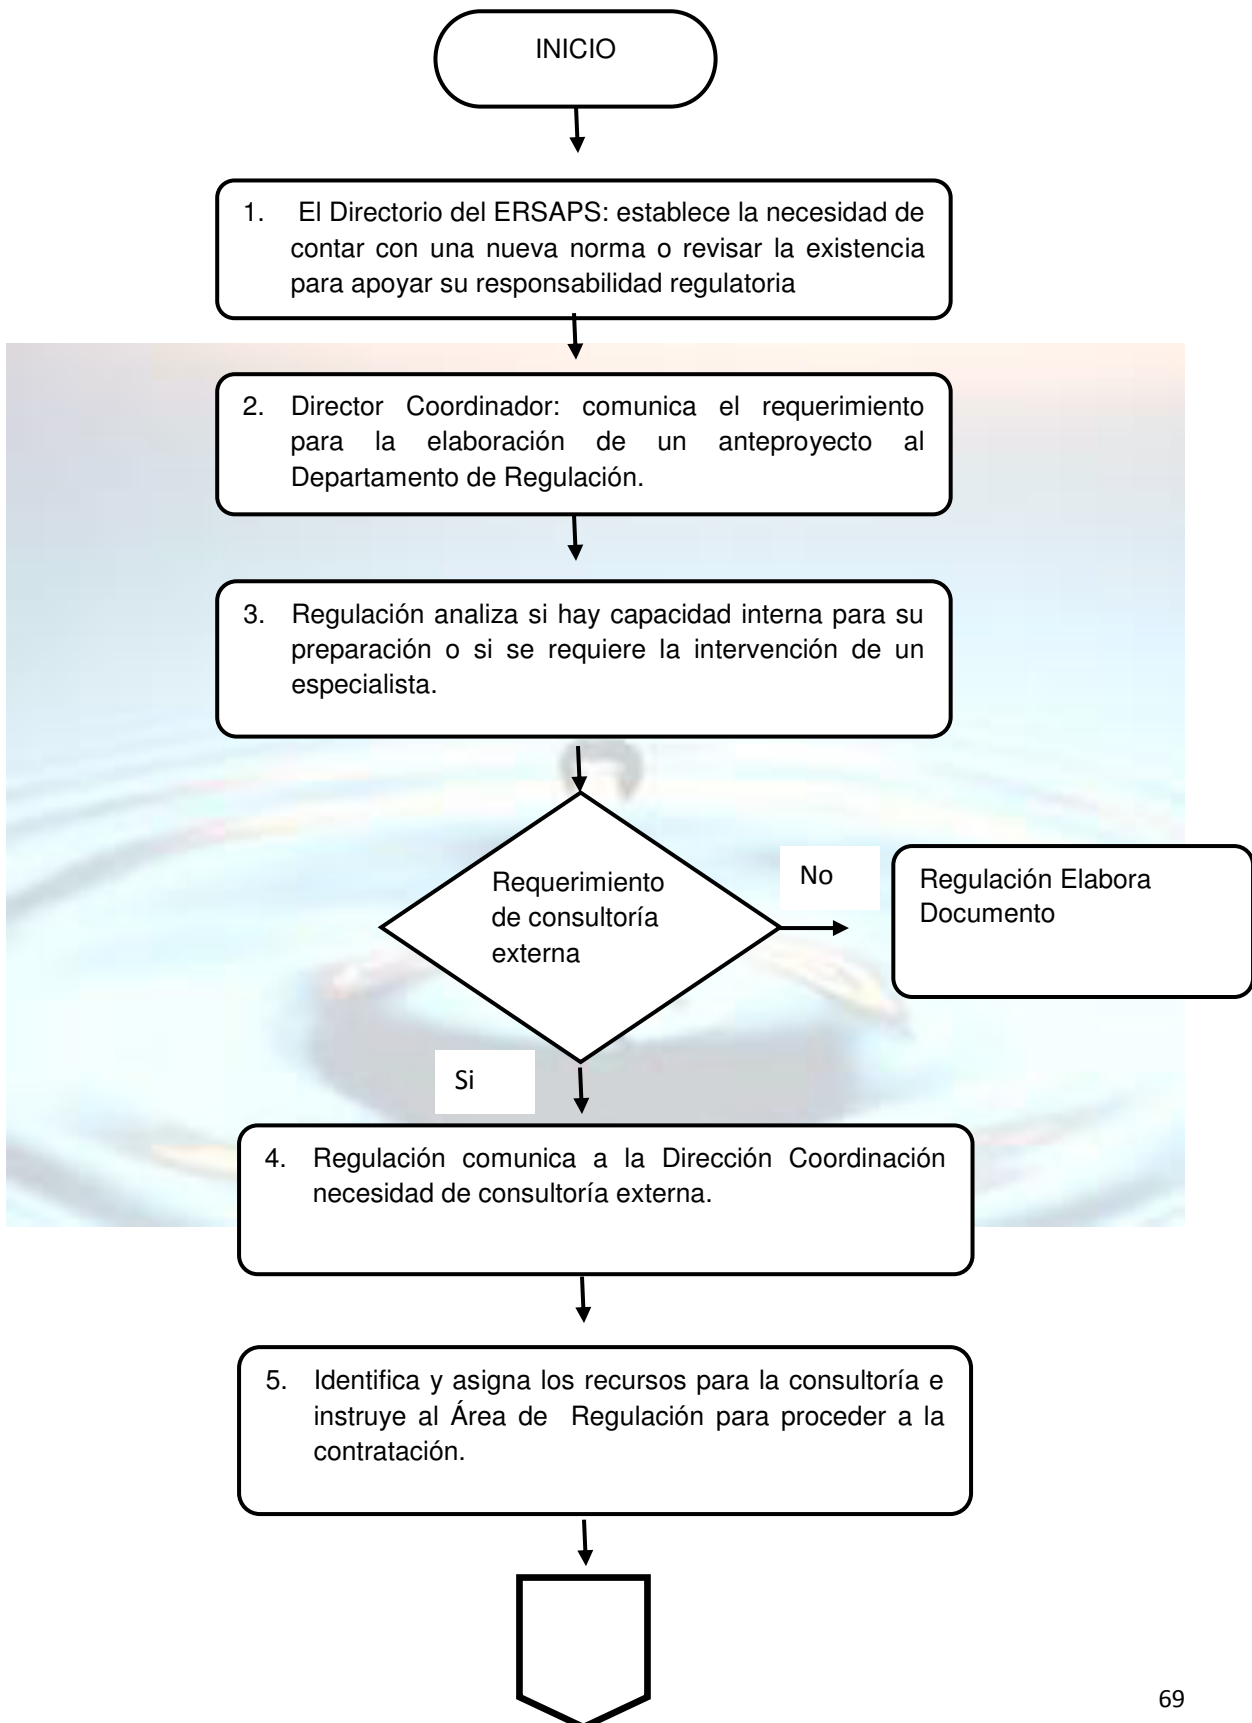 INICIO
1. El Directorio del ERSAPS: establece la necesidad de
contar con una nueva norma o revisar la existencia
para apoyar su responsabilidad regulatoria
2. Director Coordinador: comunica el requerimiento
para la elaboración de un anteproyecto al
Departamento de Regulación.
3. Regulación analiza si hay capacidad interna para su
preparación o si se requiere la intervención de un
especialista.
Requerimiento
de consultoría
externa
No
Regulación Elabora
Documento
Si
4. Regulación comunica a la Dirección Coordinación
necesidad de consultoría externa.
5. Identifica y asigna los recursos para la consultoría e
instruye al Área de Regulación para proceder a la
contratación.
69